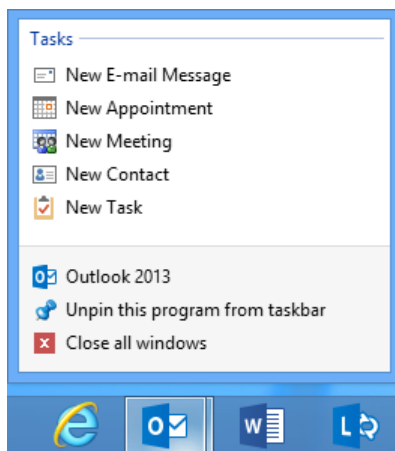 Tasks
New E-mail Message
New Appointment
New Meeting
New Contact
New Task
Outlook 2013
Unpin this program from taskbar
Close all windows